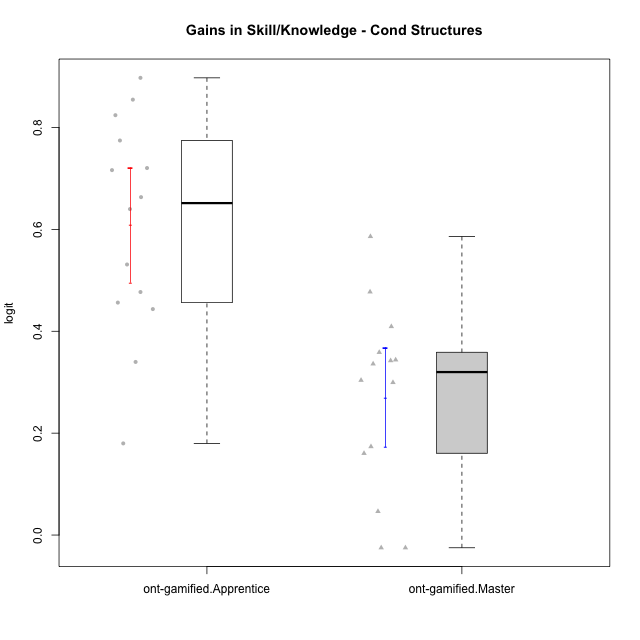 Gains in Skill/Knowledge - Cond Structures
logit
0.8
0.6
0.4
0.2
0.0
ont-gamified.Apprentice
ont-gamified.Master